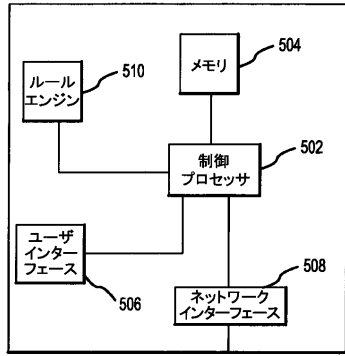 ルール
エンジン
510
メモリ
504
制御
プロセッサ
502
ユーザ
インター
フェース
506
508
ネットワーク
インターフェース